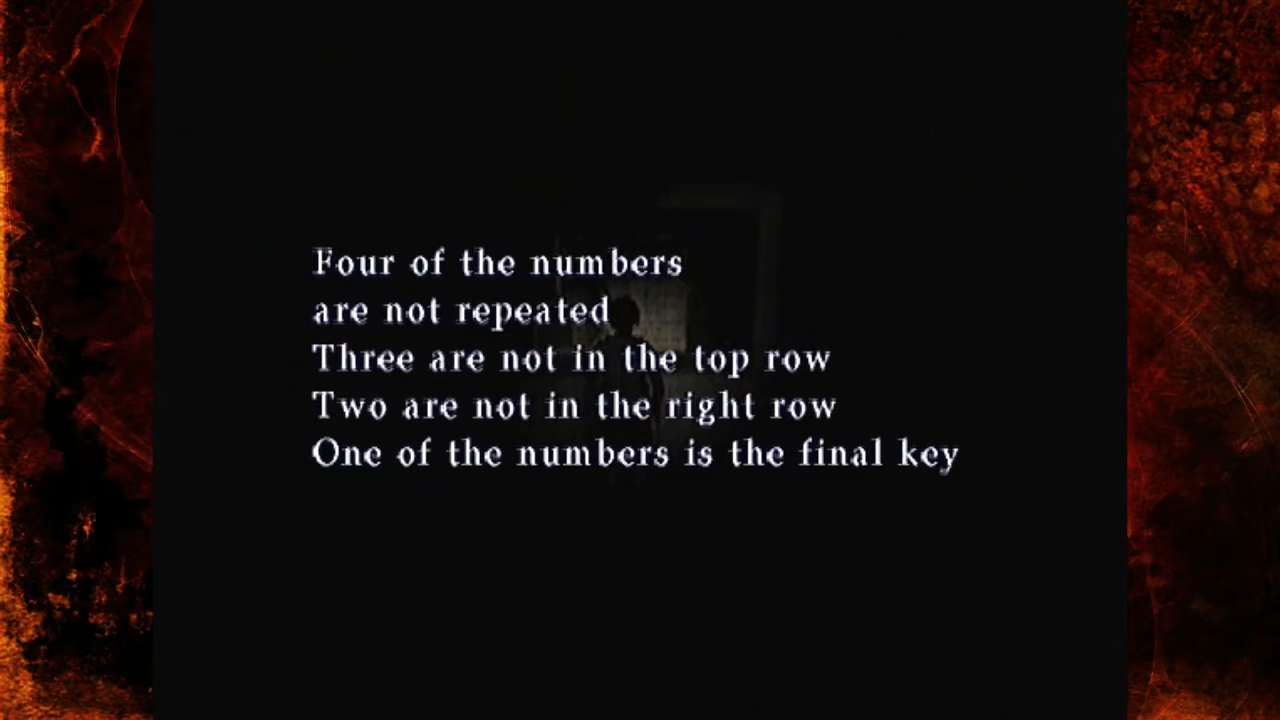 Four of the numbers
are not repeated
Three are not in the top row
Two are not in the right row
One of the numbers is the final key